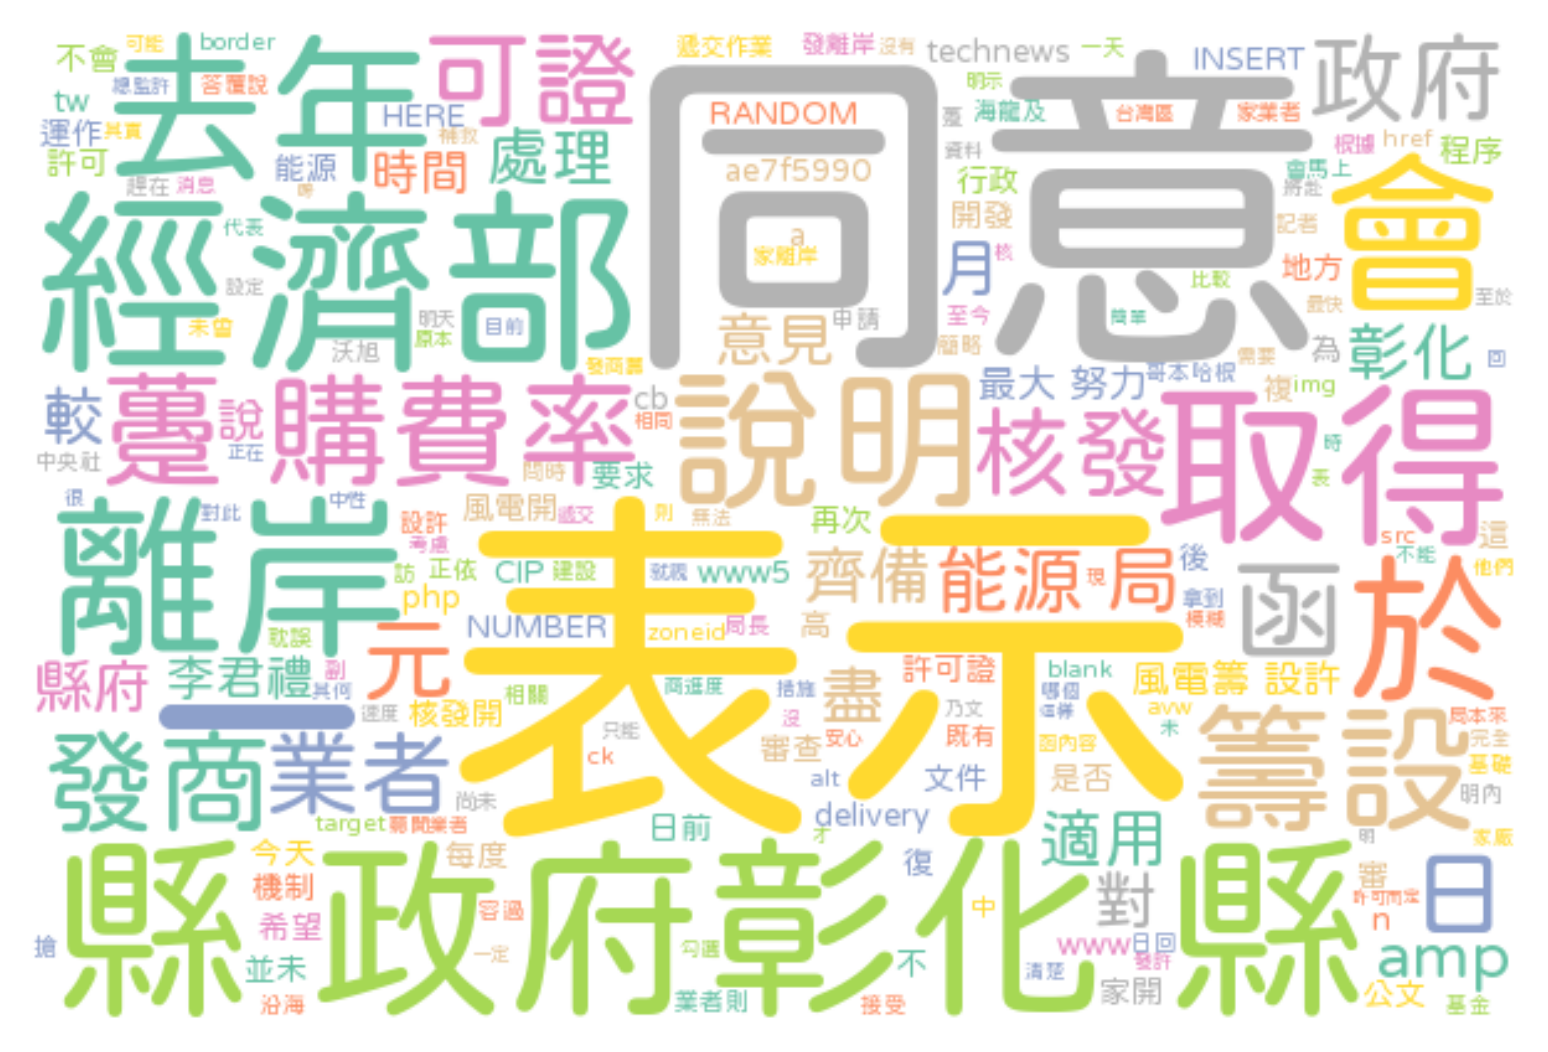 不會 可能 border 去年 可證 遞交作業 發離岸 沒有 technews 一天 INSERT 政府
總監許 答覆說 明示
tw HERE RANDOM 海龍及 台灣區 家業者
運作 其實 補救 根據 href 程序
許可 能源 時間 處理 資料
趕在 消息 ae7f5990 行政 會馬上 將赴 會
經濟部 代表 同意 開發 記者
a 家離岸 月 核 地方
設定 比較 最快 至於
未曾 明天 目前 申請 至今 簡單
原本 意見 簡略 需要 為 彰化 回
沃旭 發商籌 最大 努力 哥本哈根 複 img
較 躉購費率 說 cb 說明 核發 取得
相同 時
中央社 正在 同時 要求 表
很 對此 中性 風電開 遞交 則 無法 再次 src 這
離岸 設許 考慮 不能
訪 正依 CIP 建設 就親 www5 齊備 能源局 現 後 函 於 他們
php 拿到 模糊
耽誤 NUMBER zoneid 局長 高
縣府 李君禮 副 元 表示 許可證 blank 風電籌 設許
其何 相關 商進度 措施 哪個 這樣 avw
一 速度 核發開 沒 盡 乃文 未 籌設 局本來
只能 審查 安心 既有 函內容 完全
發商 業者 ck 基礎
尚未 alt 文件 是否 明內
target 籌開業者 日前 delivery 適用 明 家廠
才
縣政府彰化縣 今天 每度 復 對 審 日
機制 許可而定
希望 容過 中 n
搶 一定 勾選 www 日回 發許 amp
並未 不 清楚
沿海 業者則 接受 家開 公文 基金